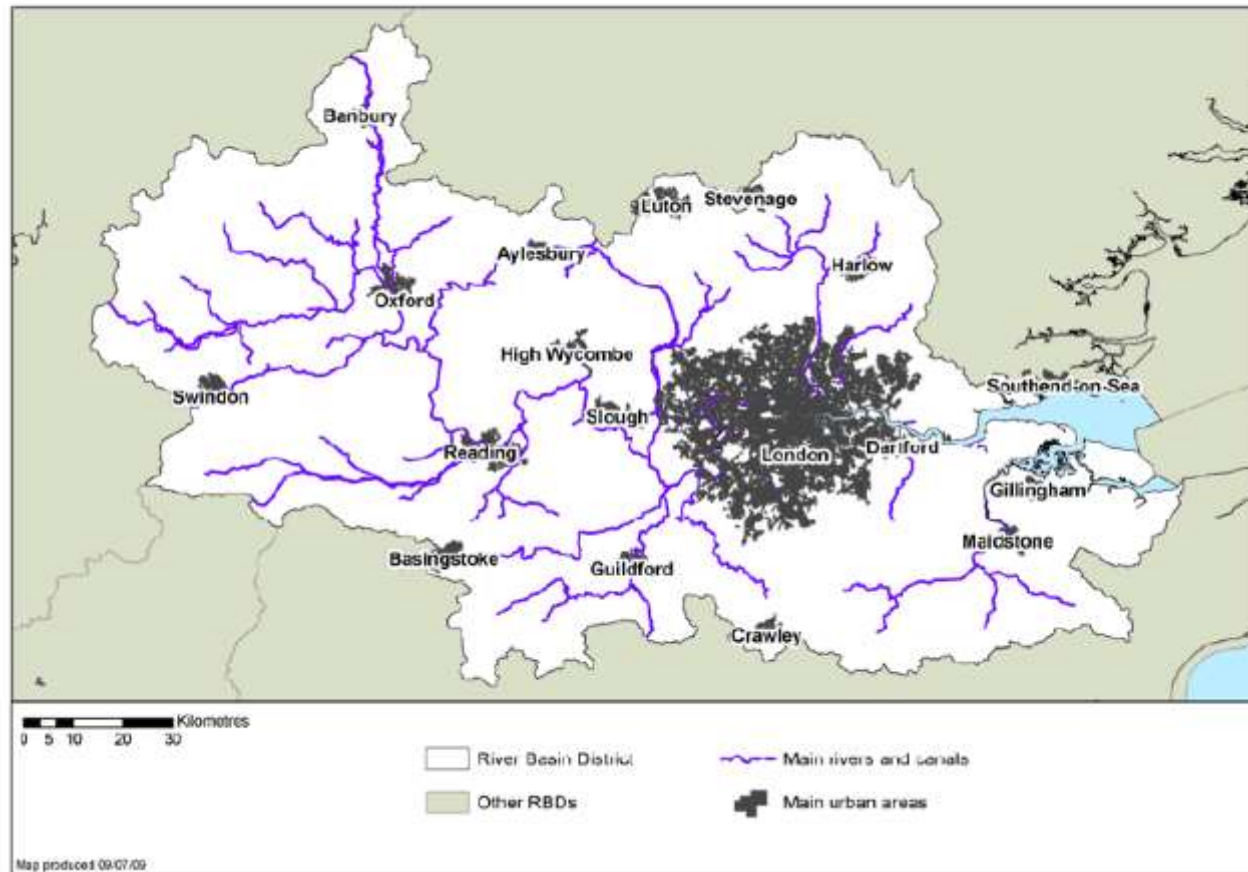 Banbury
Luton
Stevenage
Aylesbury
Harlow
Oxford
High Wycombe
Swindon
Southend-on-Sea
Slough
Reading
London
Dartford
Gillingham
Maidstone
Basingstoke
Guildford
Crawley
Kilometres
0 5 10 20 30
River Basin District
Main rivers and canals
Other RBDs
Main urban areas
Map produced 09/07/09